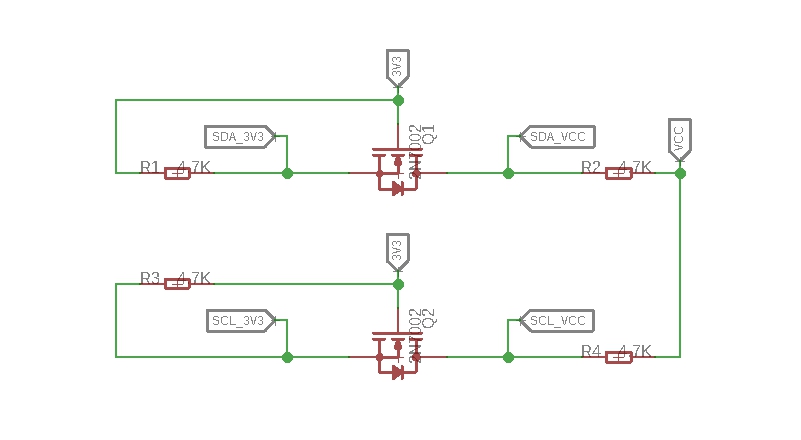 3V3
SDA_3V3
2N7002
Q1
SDA_VCC
VCC
R1 4.7K
R2 4.7K
3V3
R3 4.7K
SCL_3V3
2N7002
Q2
SCL_VCC
R4 4.7K